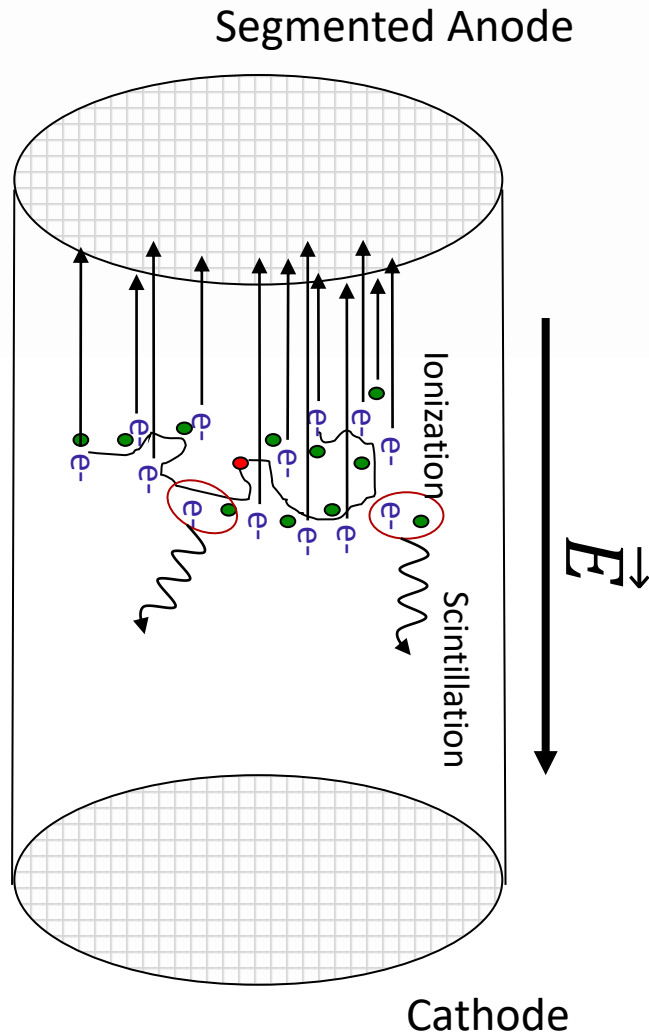 Segmented Anode
Ionization
e-
e-
e-
e-
e-
e-
e-
e-
e-
e-
e-
e-
E⃗
Scintillation
Cathode